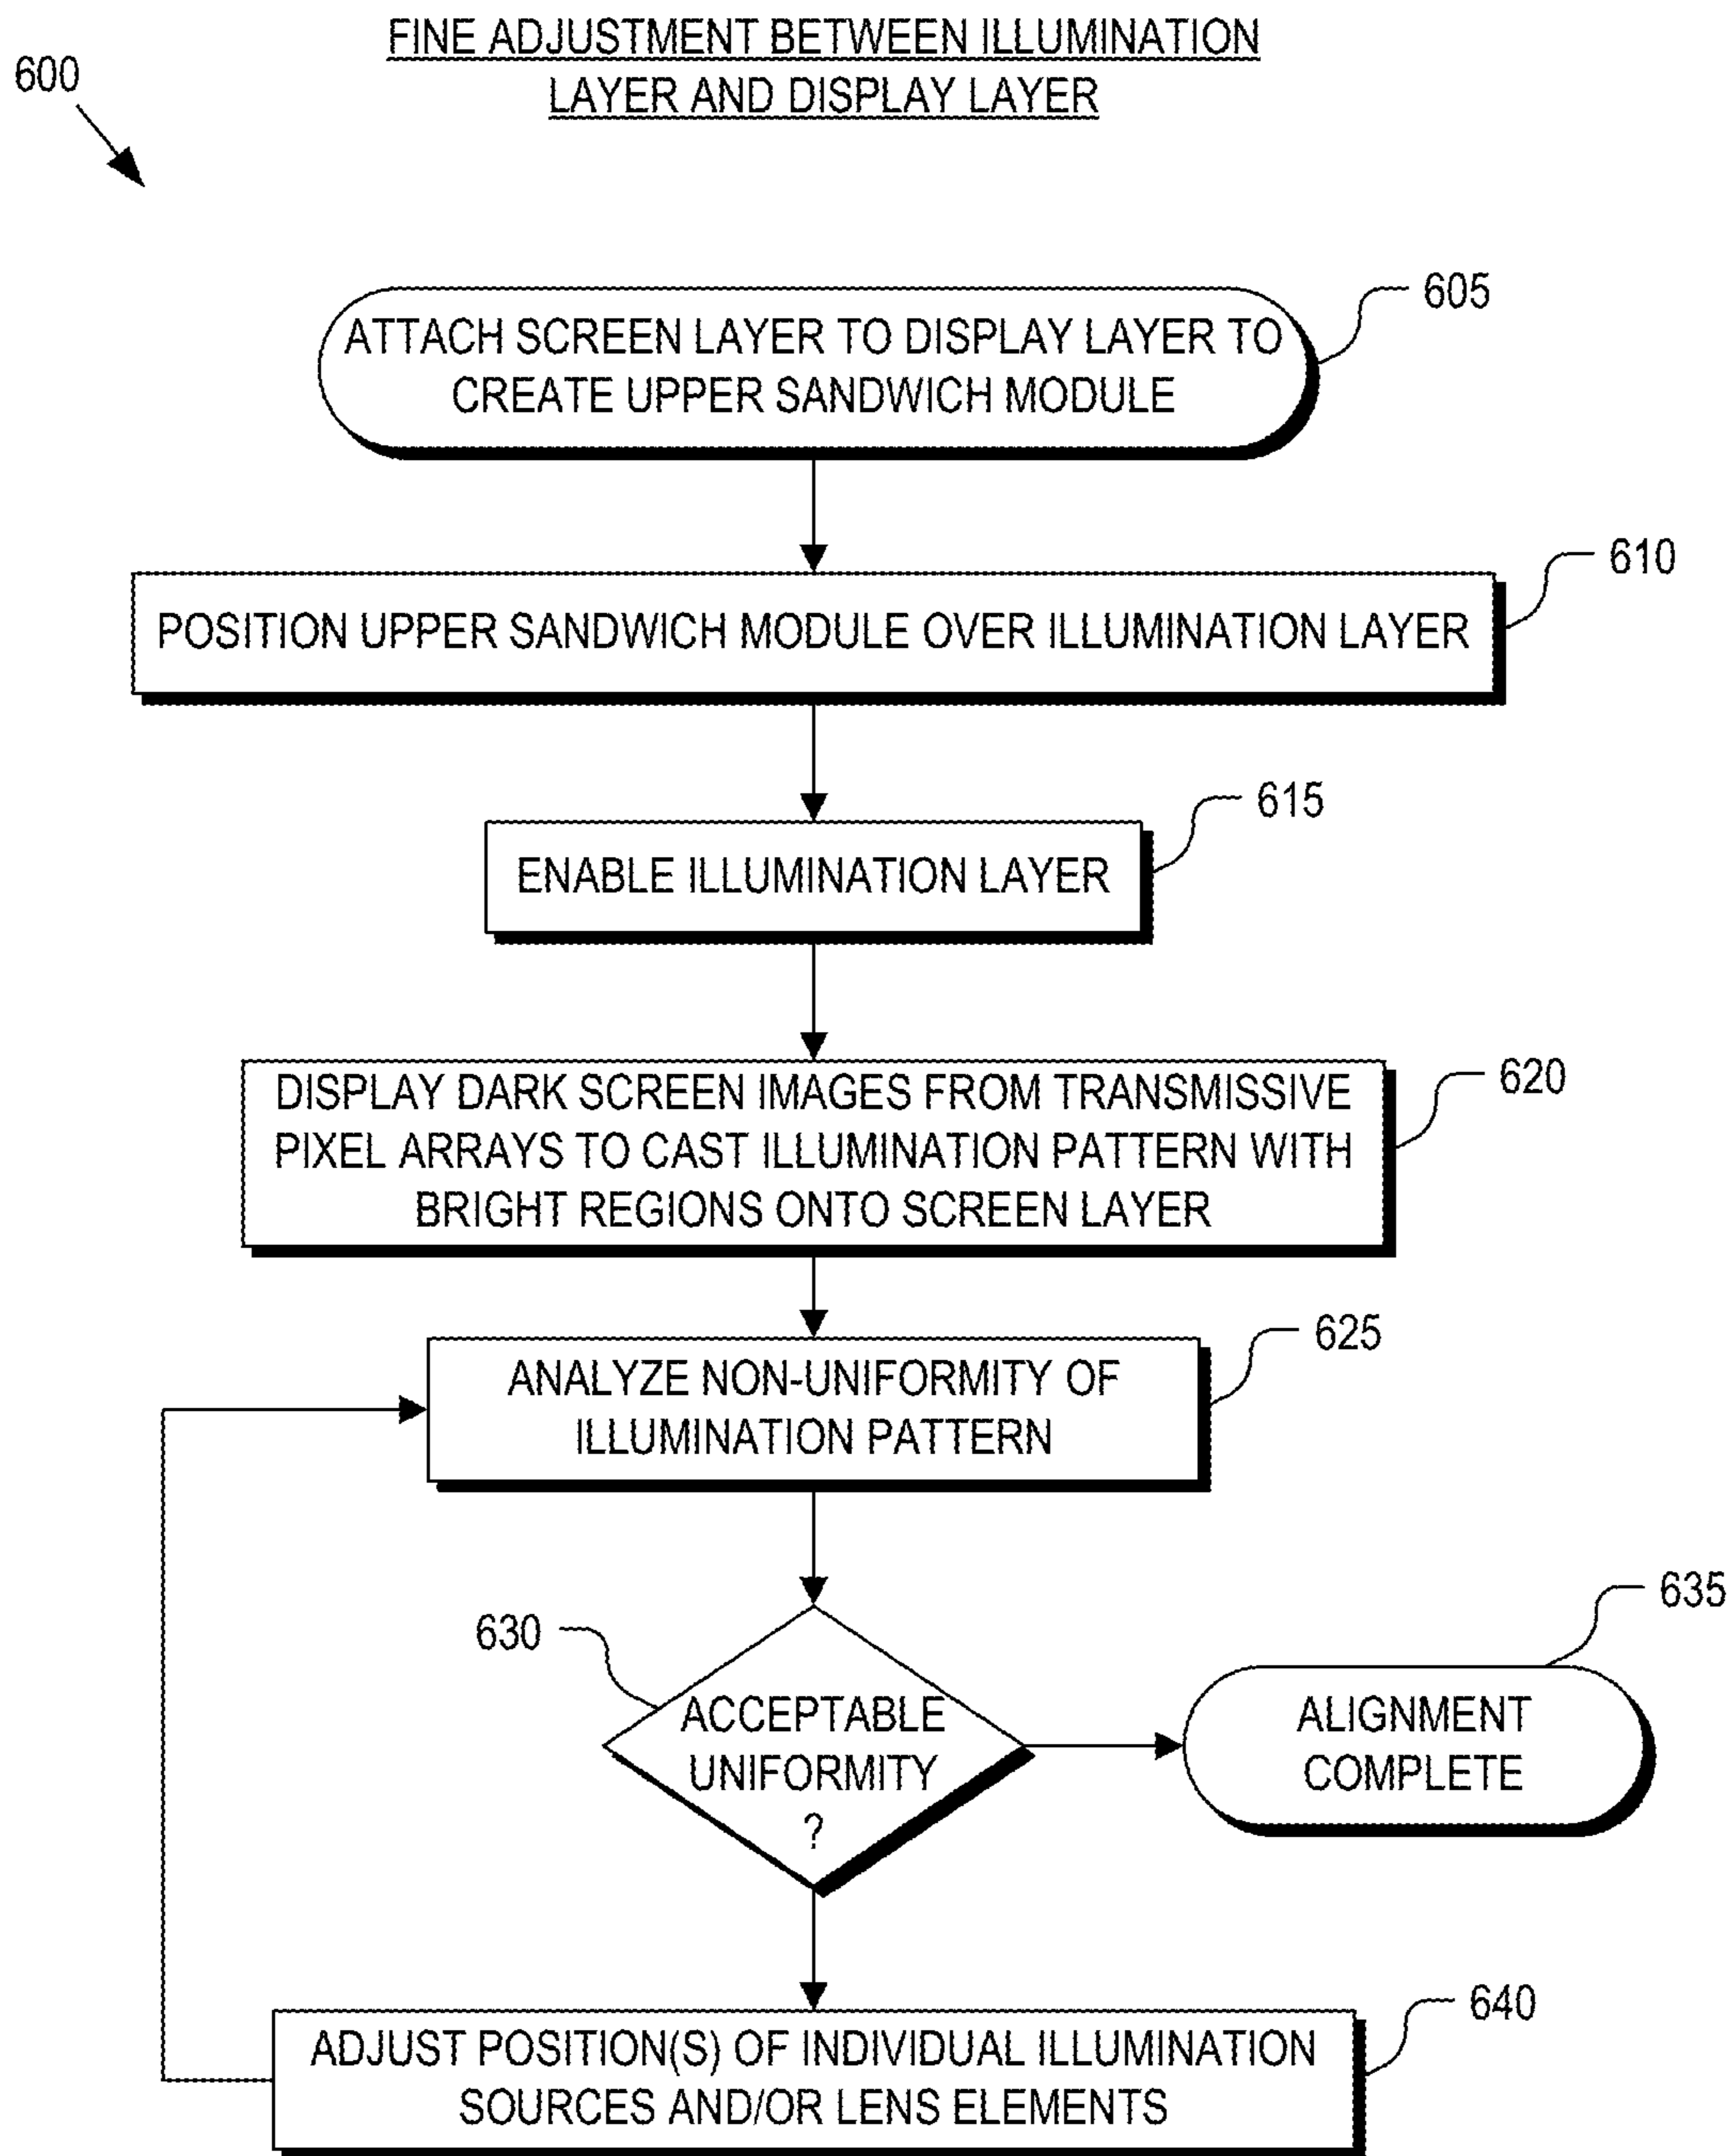 FINE ADJUSTMENT BETWEEN ILLUMINATION
LAYER AND DISPLAY LAYER
600
605
ATTACH SCREEN LAYER TO DISPLAY LAYER TO
CREATE UPPER SANDWICH MODULE
610
POSITION UPPER SANDWICH MODULE OVER ILLUMINATION LAYER
615
ENABLE ILLUMINATION LAYER
620
DISPLAY DARK SCREEN IMAGES FROM TRANSMISSIVE
PIXEL ARRAYS TO CAST ILLUMINATION PATTERN WITH
BRIGHT REGIONS ONTO SCREEN LAYER
625
ANALYZE NON-UNIFORMITY OF
ILLUMINATION PATTERN
630
ACCEPTABLE
UNIFORMITY
?
635
ALIGNMENT
COMPLETE
640
ADJUST POSITION(S) OF INDIVIDUAL ILLUMINATION
SOURCES AND/OR LENS ELEMENTS